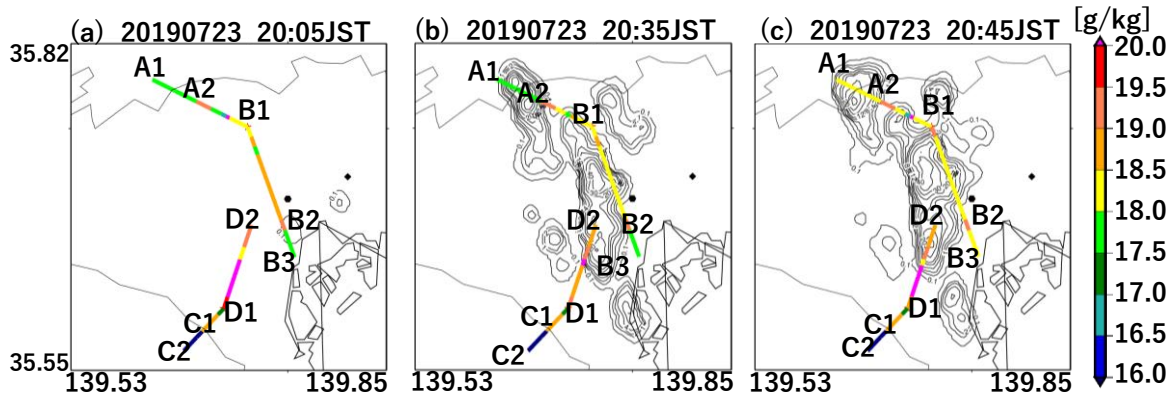 [g/kg]
(a) 20190723 20:05JST
(b) 20190723 20:35JST
(c) 20190723 20:45JST
35.82
35.55
A1
A2
B1
D2
B2
B3
D1
C1
C2
139.53
139.85
A1
A2
B1
D2
B2
B3
D1
C1
C2
139.53
139.85
A1
A2
B1
D2
B2
B3
D1
C1
C2
139.53
139.85
20.0
19.5
19.0
18.5
18.0
17.5
17.0
16.5
16.0